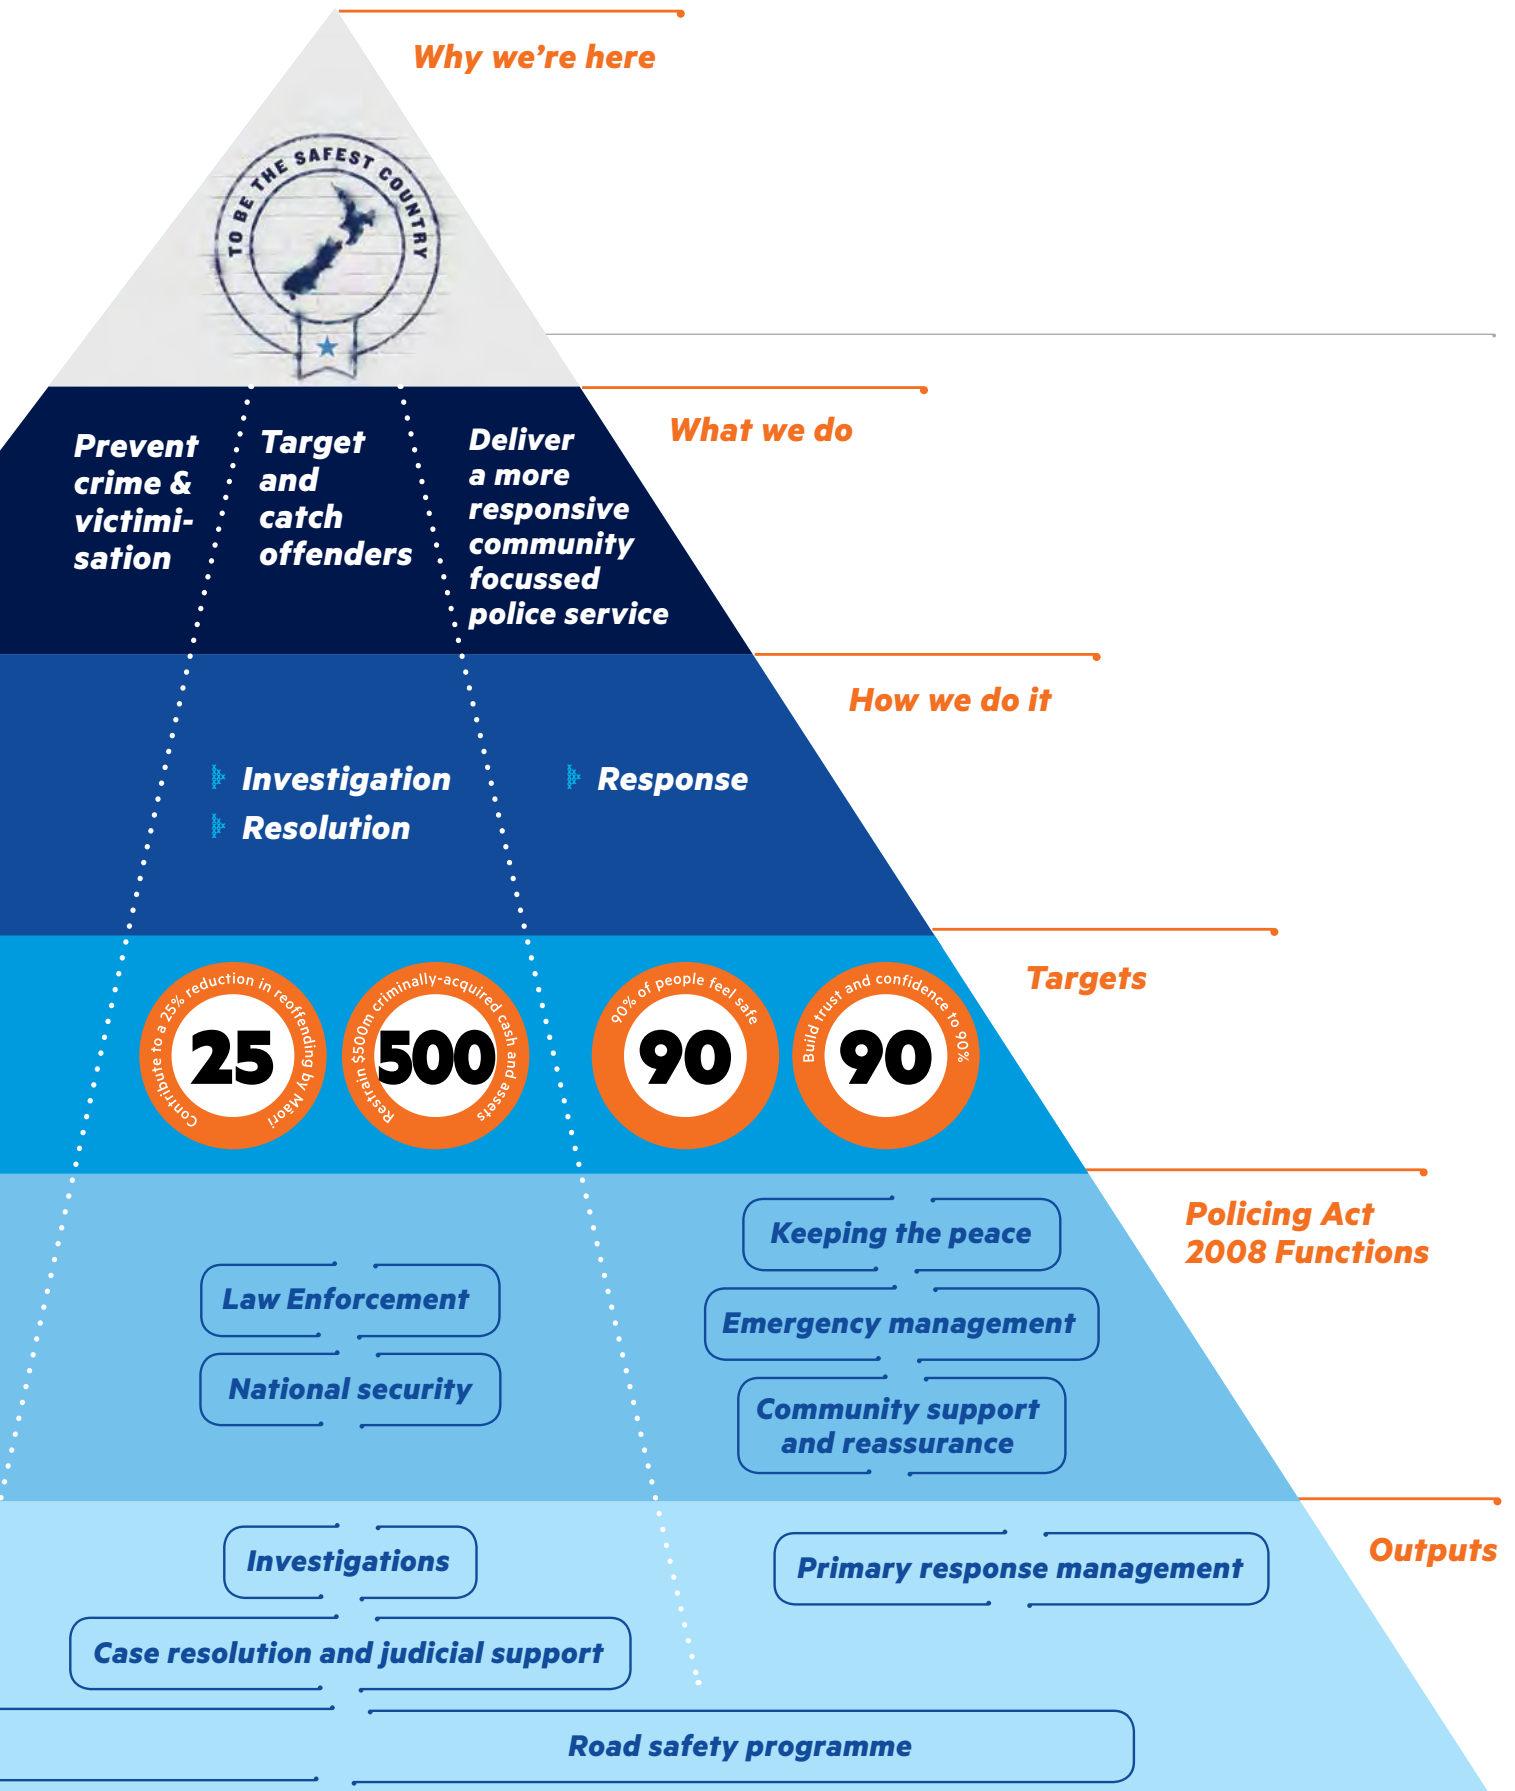 Why we're here
TO BE THE SAFEST COUNTRY
What we do
Prevent
crime &
victimi-
sation
Target
and
catch
offenders
Deliver
a more
responsive
community
focussed
police service
How we do it
Investigation
Resolution
Response
Targets
Contribute to a 25% reduction in reoffending by Māori
25
Restrain $500m criminally-acquired cash and assets
500
90% of people feel safe
90
Build trust and confidence to 90%
90
Policing Act
2008 Functions
Law Enforcement
National security
Keeping the peace
Emergency management
Community support
and reassurance
Outputs
Investigations
Case resolution and judicial support
Primary response management
Road safety programme